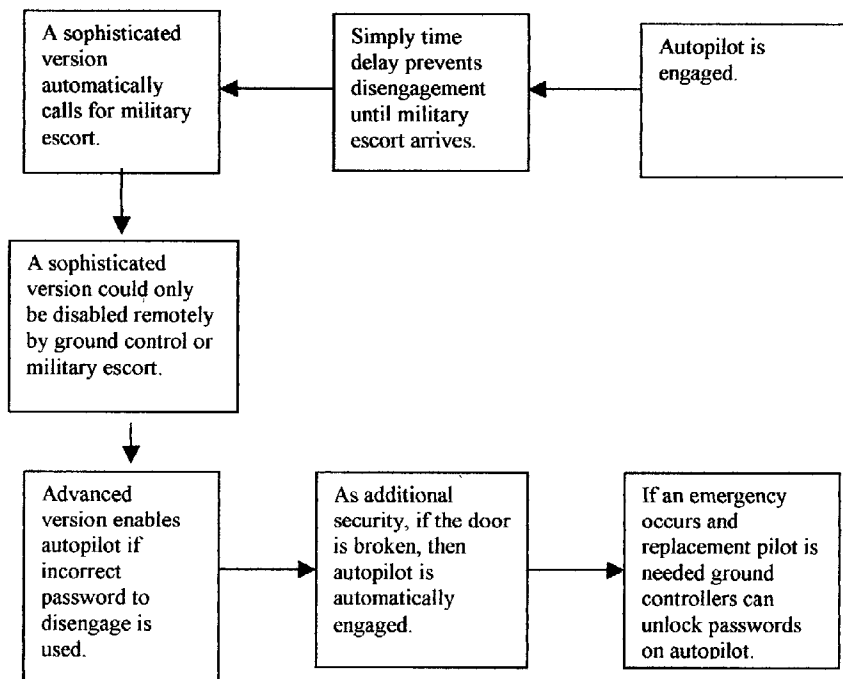 A sophisticated
version
automatically
calls for military
escort.
Simply time
delay prevents
disengagement
until military
escort arrives.
Autopilot is
engaged.
A sophisticated
version could only
be disabled remotely
by ground control or
military escort.
Advanced
version enables
autopilot if
incorrect
password to
disengage is
used.
As additional
security, if the door
is broken, then
autopilot is
automatically
engaged.
If an emergency
occurs and
replacement pilot is
needed ground
controllers can
unlock passwords
on autopilot.